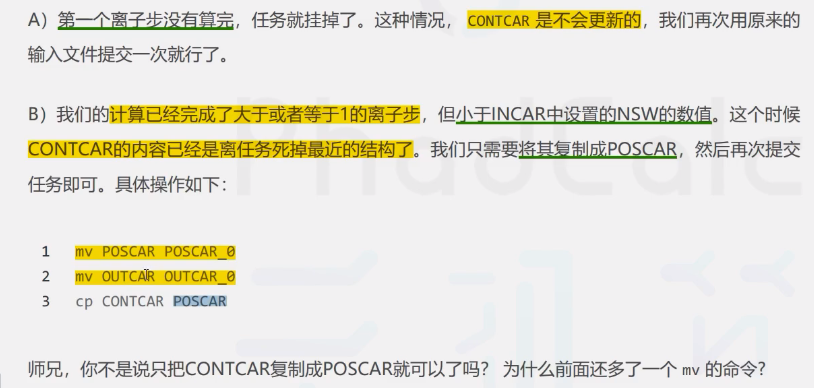 A）第一个离子步没有算完，任务就挂掉了。这种情况， CONTCAR 是不会更新的，我们再次用原来的
输入文件提交一次就行了。
B）我们的计算已经完成了大于或者等于1的离子步，但小于INCAR中设置的NSW的数值。这个时候
CONTCAR的内容已经是离任务死掉最近的结构了。我们只需要将其复制成POSCAR，然后再次提交
任务即可。具体操作如下：
1 mv POSCAR POSCAR_0
2 mv OUTCAR OUTCAR_0
3 cp CONTCAR POSCAR
师兄，你不是说只把CONTCAR复制成POSCAR就可以了吗？ 为什么前面还多了一个 mv 的命令？